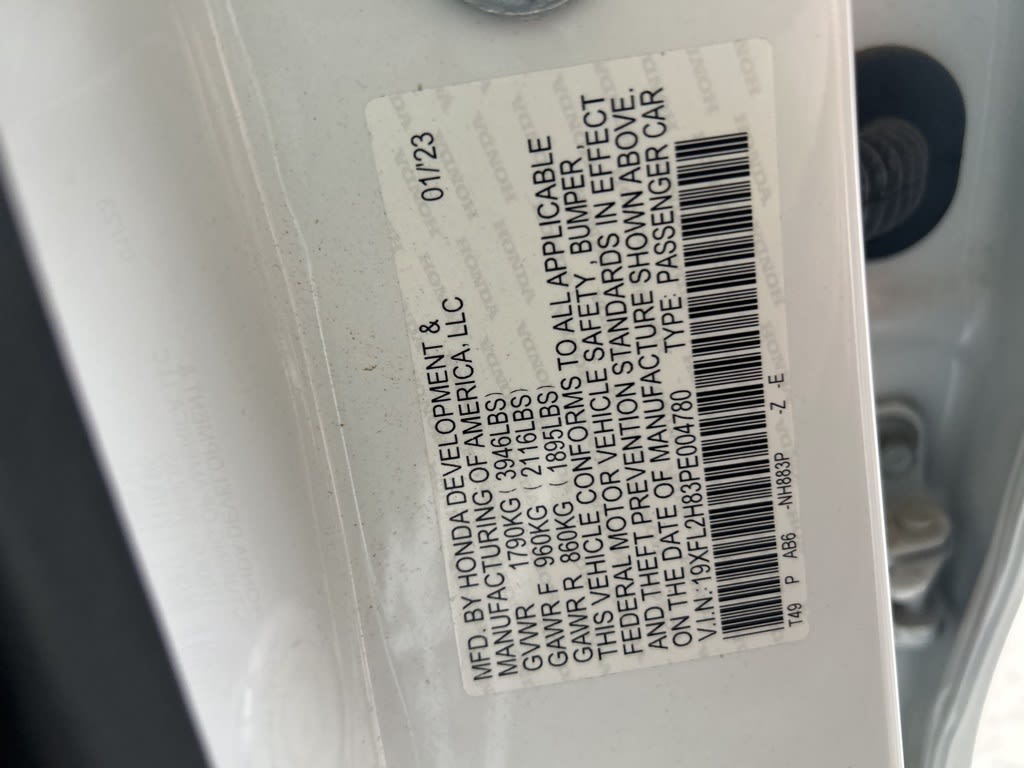 MFD. BY HONDA DEVELOPMENT & 01/'23
MANUFACTURING OF AMERICA, LLC
GVWR 1790KG ( 3946LBS)
GAWR F 960KG ( 2116LBS)
GAWR R 860KG ( 1895LBS)
THIS VEHICLE CONFORMS TO ALL APPLICABLE
FEDERAL MOTOR VEHICLE SAFETY , BUMPER ,
AND THEFT PREVENTION STANDARDS IN EFFECT
ON THE DATE OF MANUFACTURE SHOWN ABOVE.
V.I.N: 19XFL2H83PE004780 TYPE: PASSENGER CAR
T49 P AB6 -NH883P -Z -E